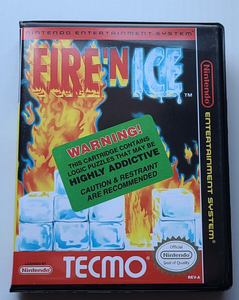 NINTENDO ENTERTAINMENT SYSTEM
FIRE 'N
ICE
TM
Nintendo
ENTERTAINMENT SYSTEM
WARNING!
THIS CARTRIDGE CONTAINS
LOGIC PUZZLES THAT MAY BE
HIGHLY ADDICTIVE
CAUTION & RESTRAINT
ARE RECOMMENDED
Nintendo
TECMO
Official
Nintendo
Seal of Quality
REV-A